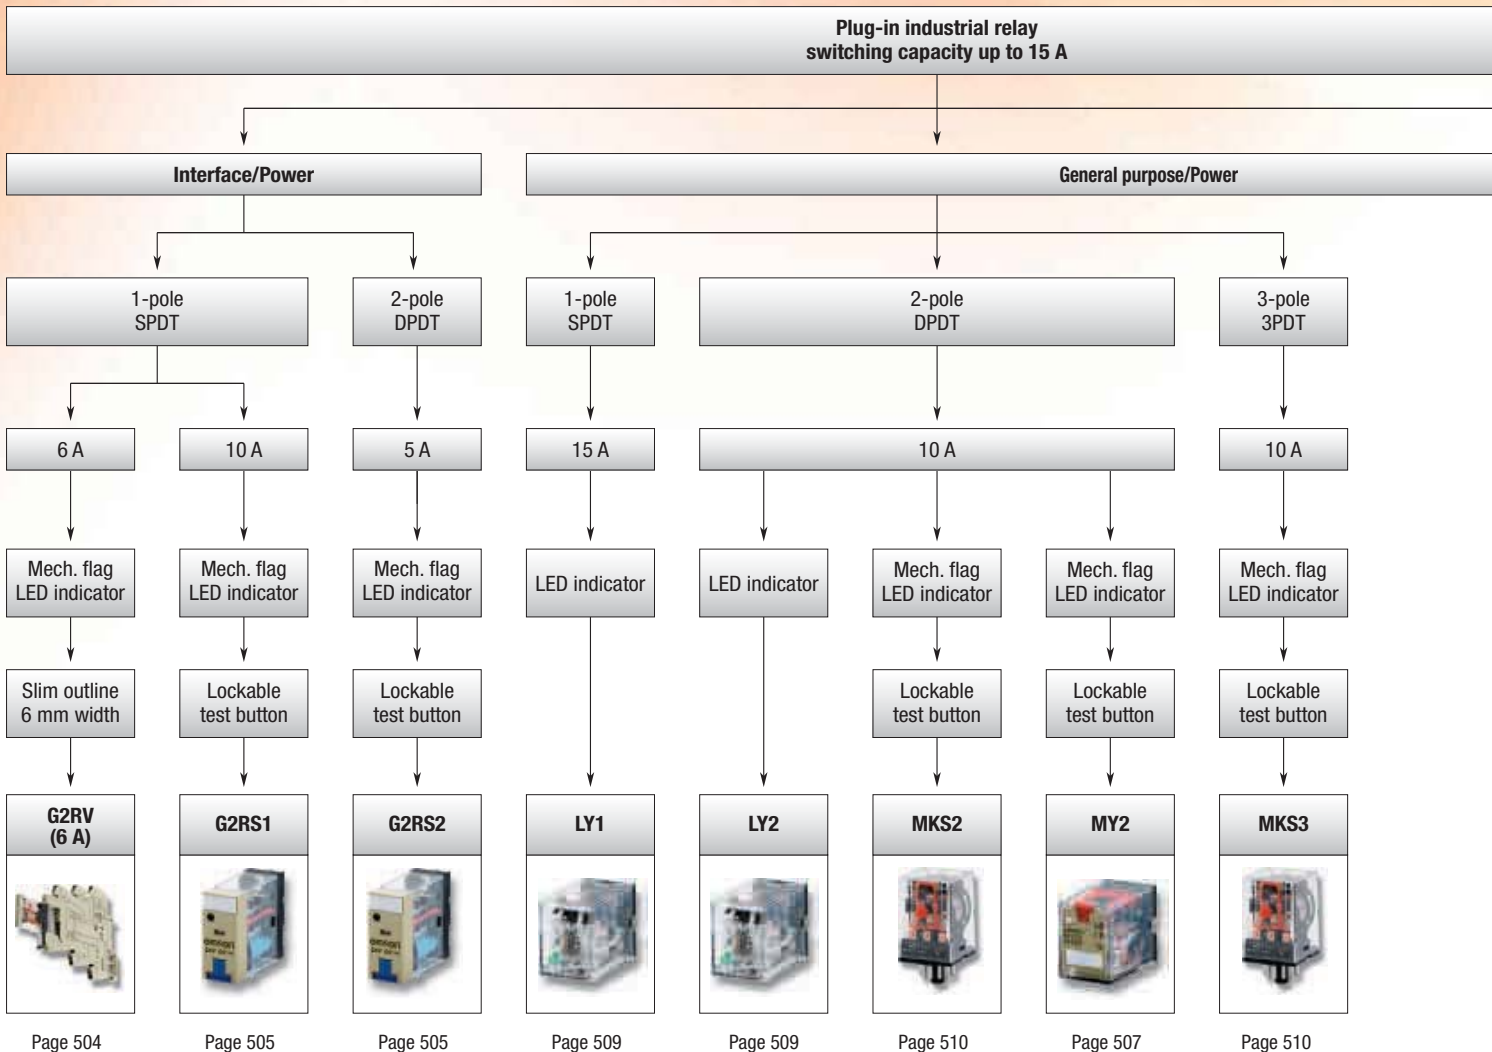 Plug-in industrial relay
switching capacity up to 15 A
Interface/Power
General purpose/Power
1-pole
SPDT
2-pole
DPDT
1-pole
SPDT
2-pole
DPDT
3-pole
3PDT
6 A
10 A
5 A
15 A
10 A
10 A
Mech. flag
LED indicator
Mech. flag
LED indicator
Mech. flag
LED indicator
LED indicator
LED indicator
Mech. flag
LED indicator
Mech. flag
LED indicator
Mech. flag
LED indicator
Slim outline
6 mm width
Lockable
test button
Lockable
test button
Lockable
test button
Lockable
test button
Lockable
test button
G2RV
(6 A)
G2RS1
G2RS2
LY1
LY2
MKS2
MY2
MKS3
omron
omron
Page 504
Page 505
Page 505
Page 509
Page 509
Page 510
Page 507
Page 510